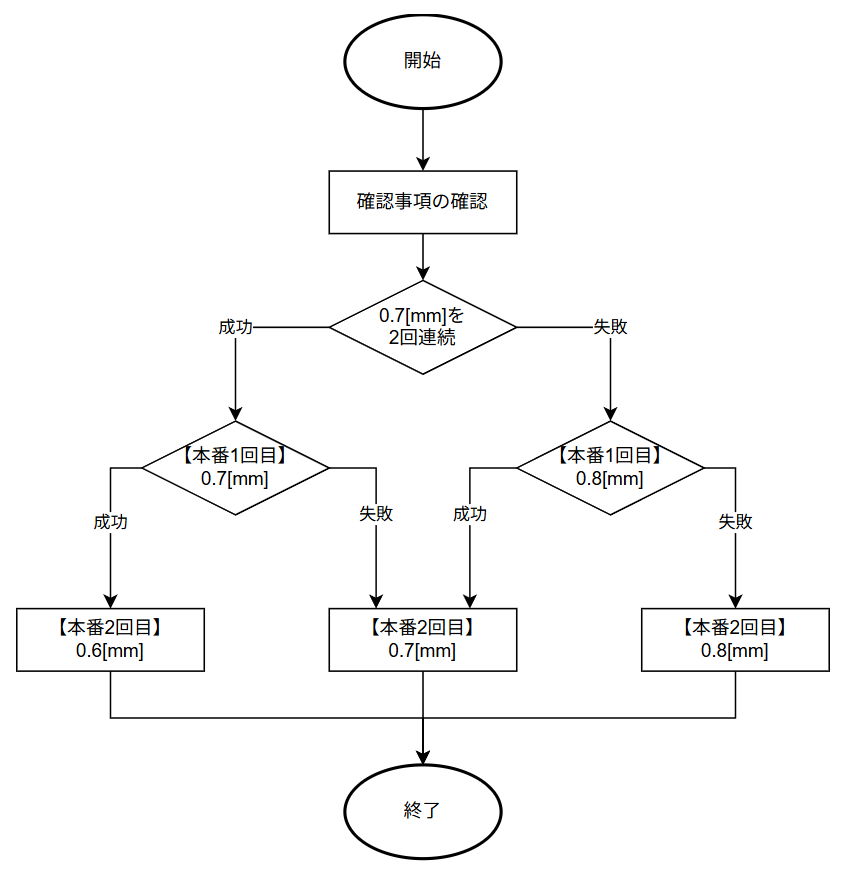 開始
確認事項の確認
0.7[mm]を
2回連続
成功
失敗
【本番1回目】
0.7[mm]
【本番1回目】
0.8[mm]
成功
失敗
成功
失敗
【本番2回目】
0.6[mm]
【本番2回目】
0.7[mm]
【本番2回目】
0.8[mm]
終了